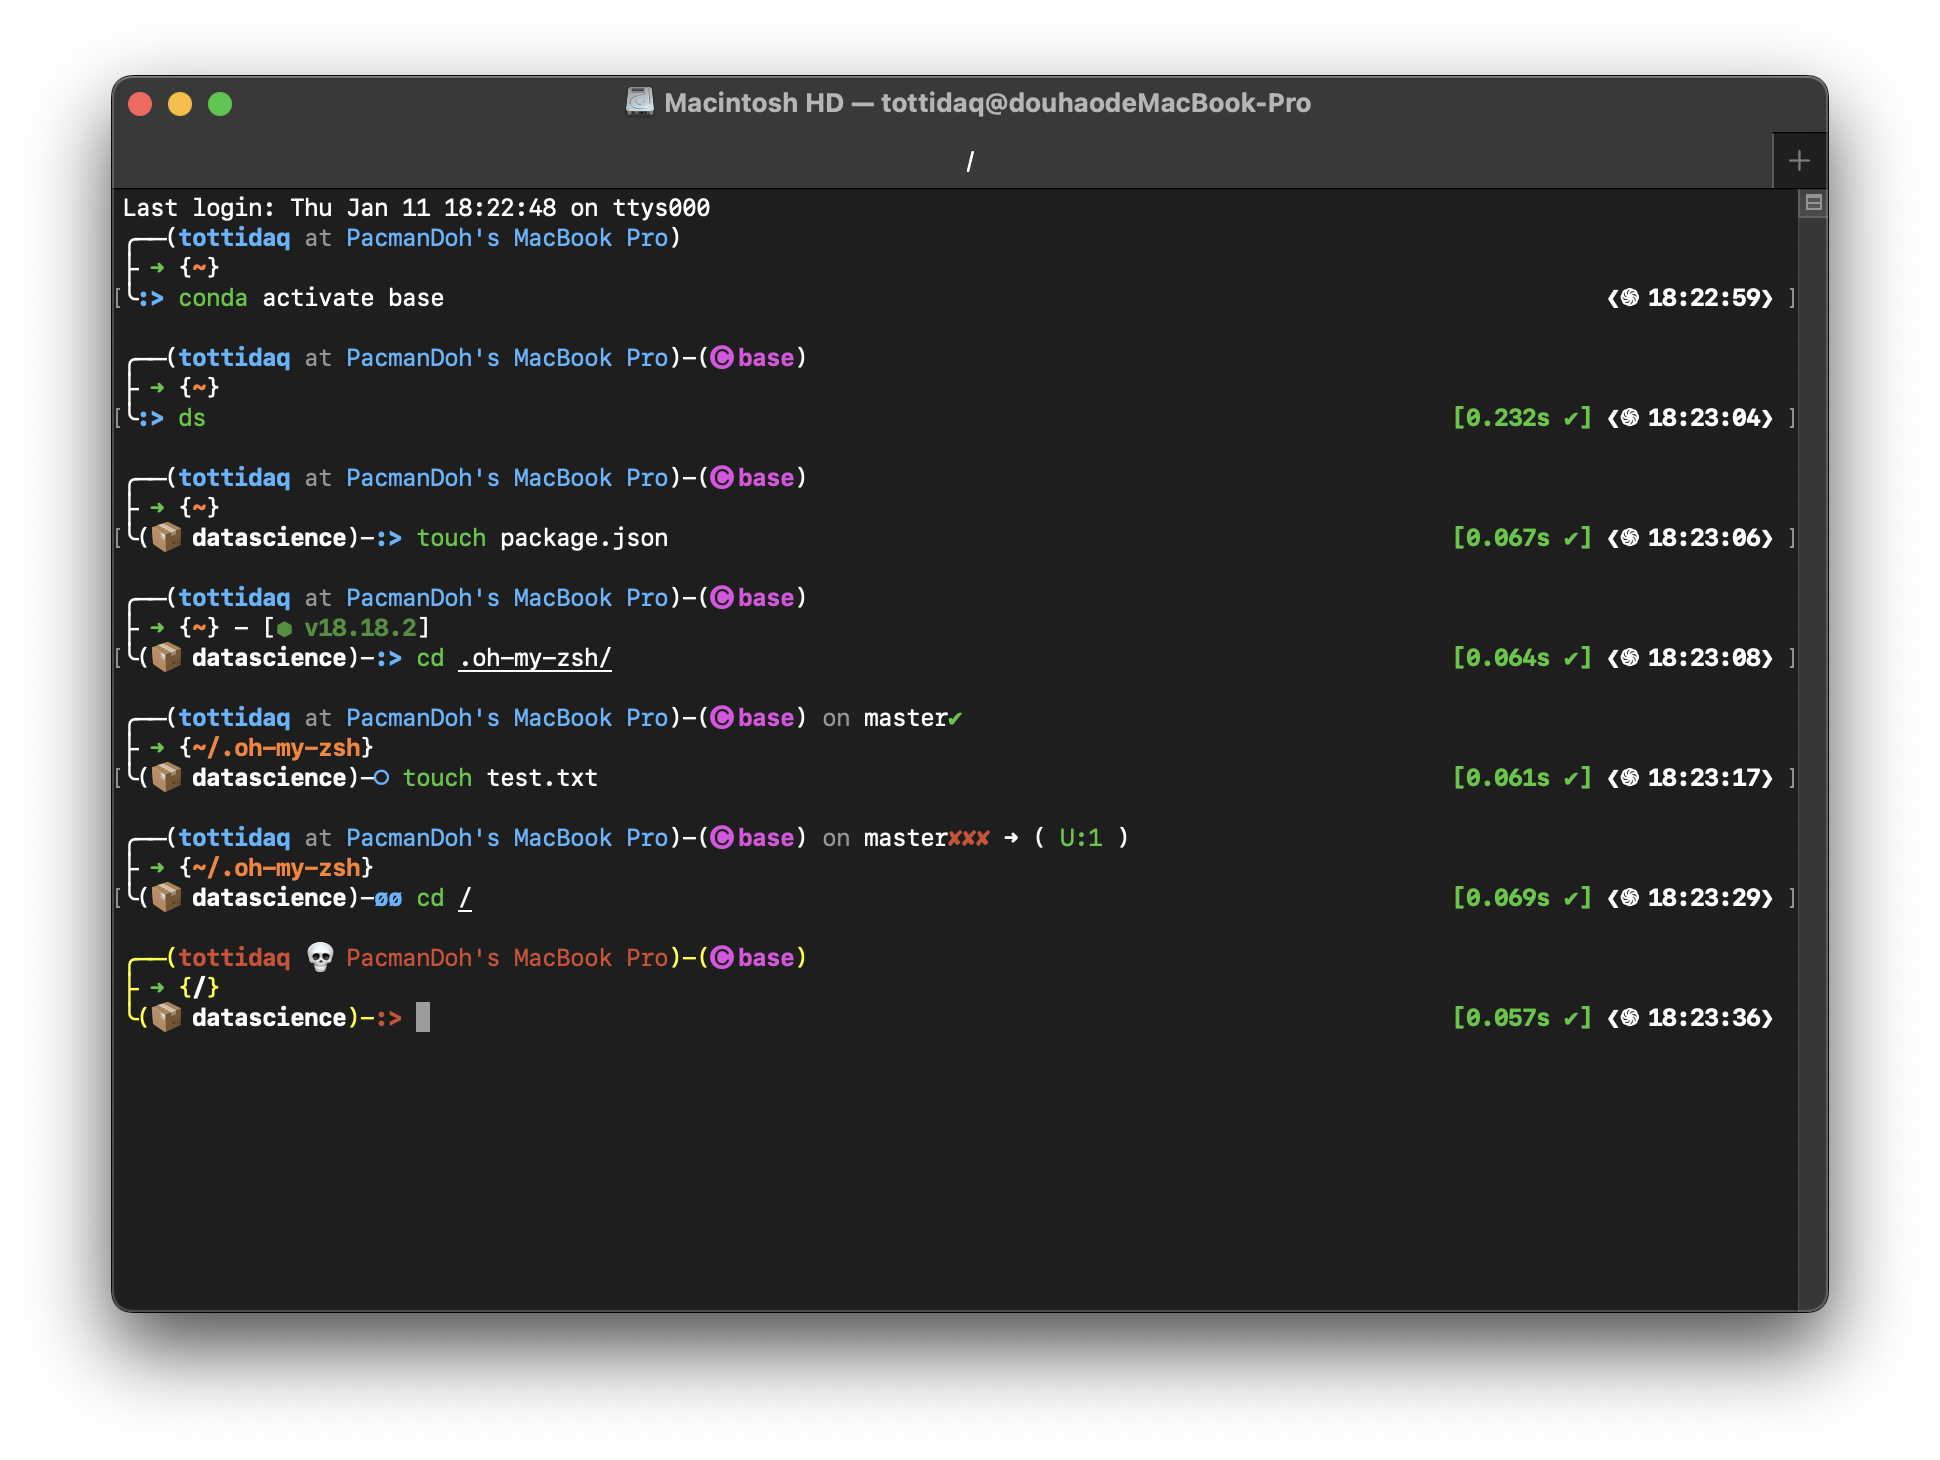 Macintosh HD — tottidaq@douhaodeMacBook-Pro
/
Last login: Thu Jan 11 18:22:48 on ttys000
╭──(tottidaq at PacmanDoh's MacBook Pro)
├ ➜ {~}
[╰:> conda activate base ❮֍ 18:22:59❯ ]
╭──(tottidaq at PacmanDoh's MacBook Pro)-(🅒 base)
├ ➜ {~}
[╰:> ds [0.232s ✔] ❮֍ 18:23:04❯ ]
╭──(tottidaq at PacmanDoh's MacBook Pro)-(🅒 base)
├ ➜ {~}
[╰(📦 datascience)-:> touch package.json [0.067s ✔] ❮֍ 18:23:06❯ ]
╭──(tottidaq at PacmanDoh's MacBook Pro)-(🅒 base)
├ ➜ {~} - [⬢ v18.18.2]
[╰(📦 datascience)-:> cd .oh-my-zsh/ [0.064s ✔] ❮֍ 18:23:08❯ ]
╭──(tottidaq at PacmanDoh's MacBook Pro)-(🅒 base) on master✔
├ ➜ {~/.oh-my-zsh}
[╰(📦 datascience)-○ touch test.txt [0.061s ✔] ❮֍ 18:23:17❯ ]
╭──(tottidaq at PacmanDoh's MacBook Pro)-(🅒 base) on master✘✘✘ ➜ ( U:1 )
├ ➜ {~/.oh-my-zsh}
[╰(📦 datascience)-øø cd / [0.069s ✔] ❮֍ 18:23:29❯ ]
╭──(tottidaq 💀 PacmanDoh's MacBook Pro)-(🅒 base)
├ ➜ {/}
╰(📦 datascience)-:> [0.057s ✔] ❮֍ 18:23:36❯